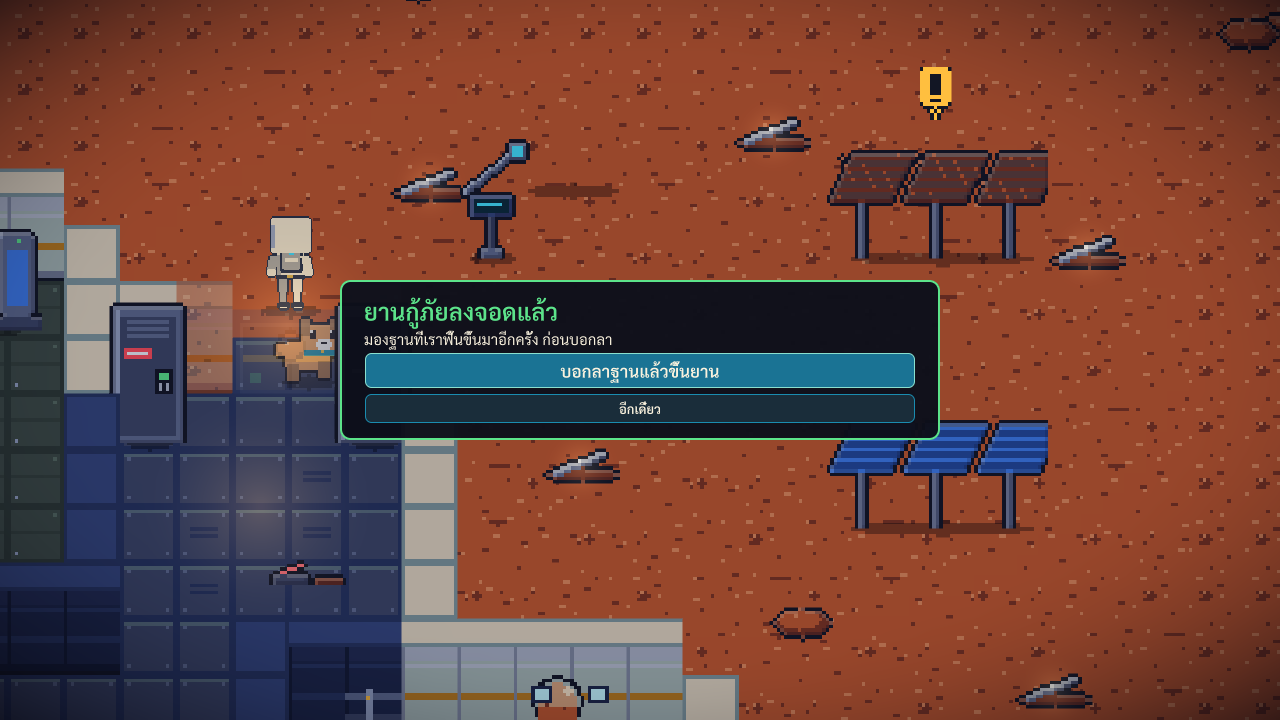 ยานกู้ภัยลงจอดแล้ว
มองฐานที่เราฟื้นขึ้นมาอีกครั้ง ก่อนบอกลา
บอกลาฐานแล้วขึ้นยาน
อีกเดี๋ยว